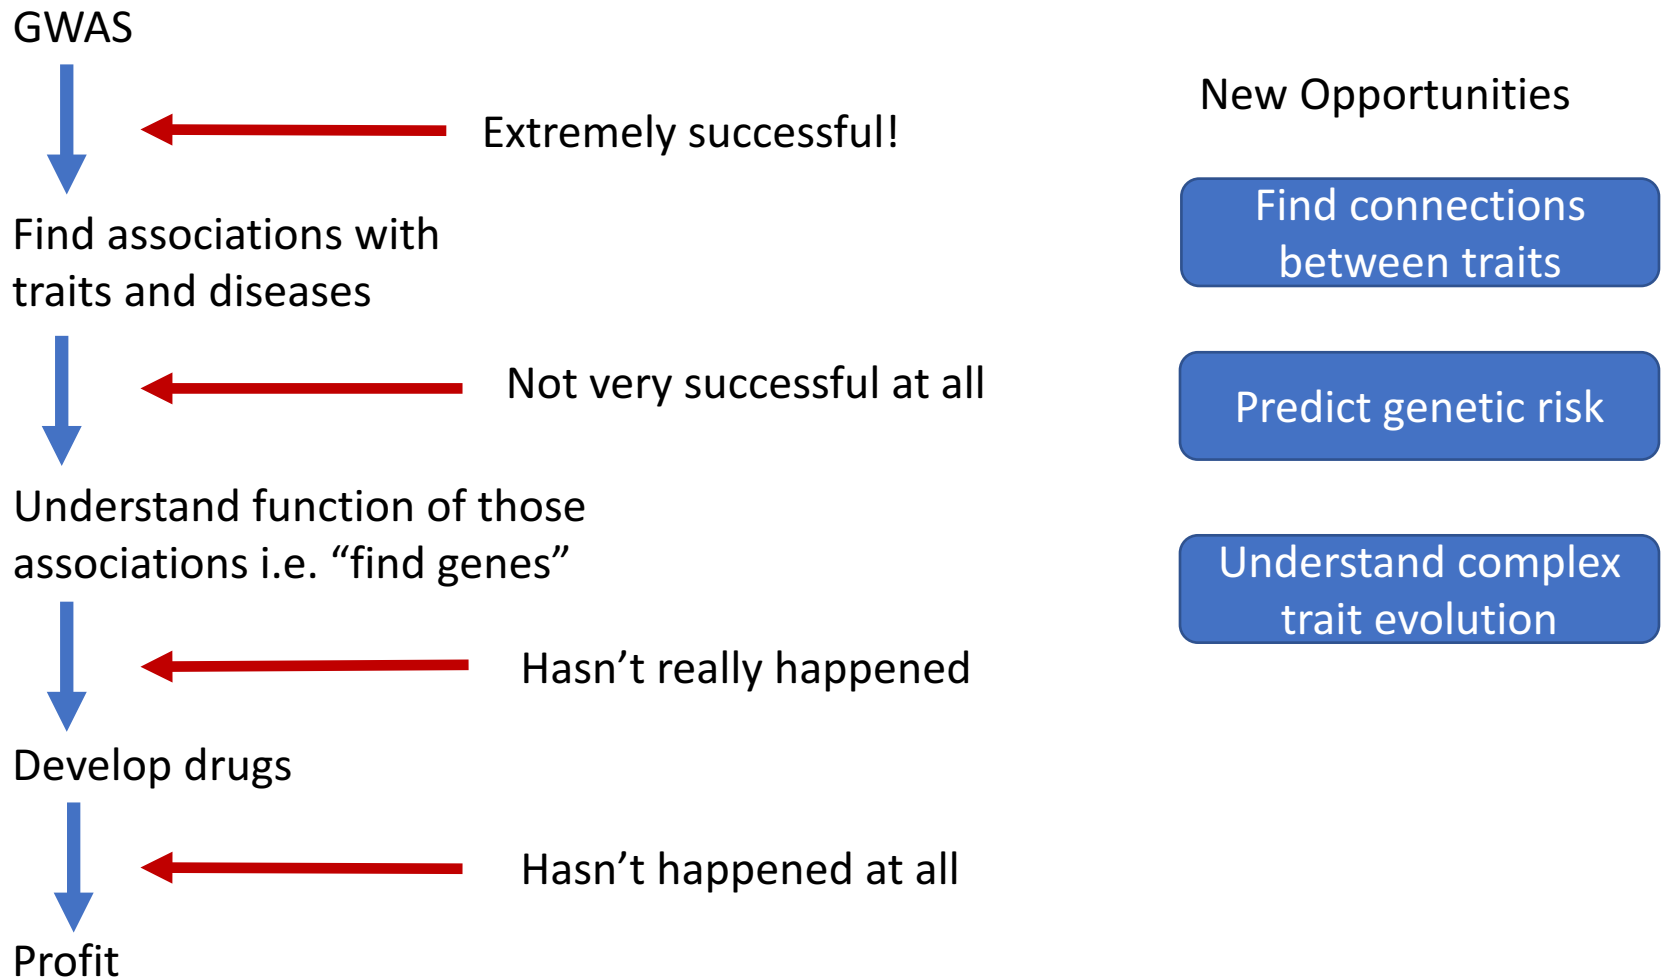 GWAS
Extremely successful!
Find associations with
traits and diseases
Not very successful at all
Understand function of those
associations i.e. “find genes”
Hasn’t really happened
Develop drugs
Hasn’t happened at all
Profit
New Opportunities
Find connections
between traits
Predict genetic risk
Understand complex
trait evolution